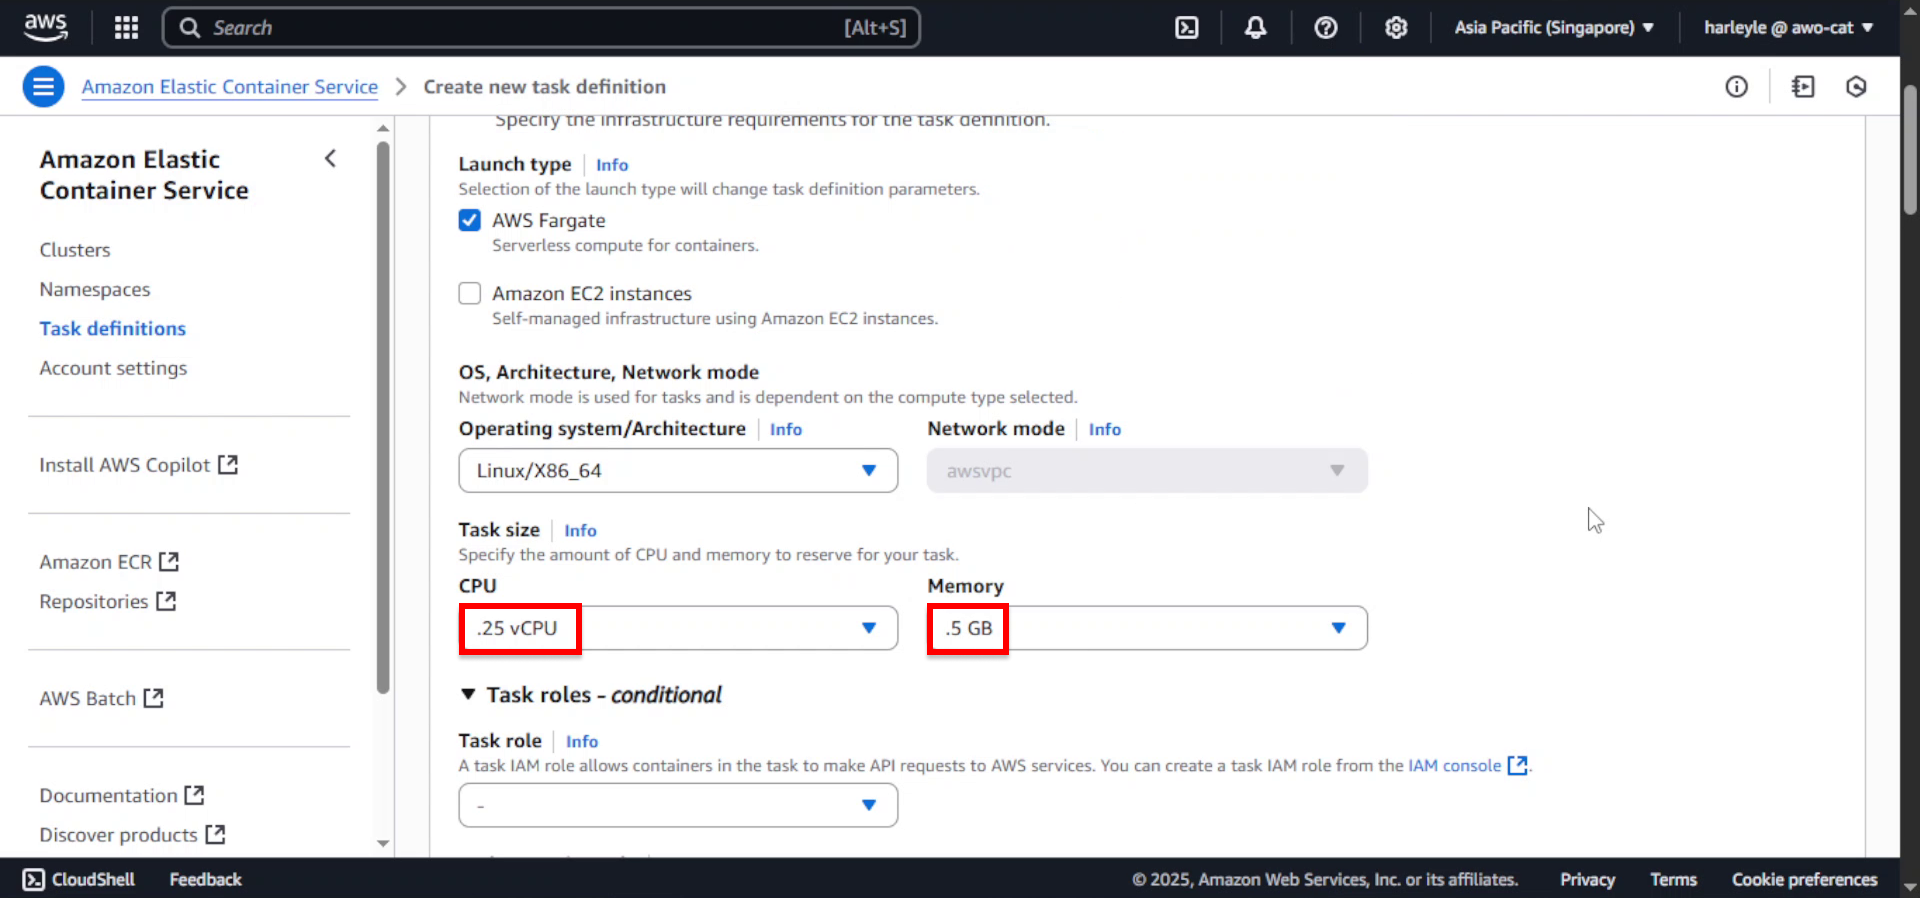 aws
Search [Alt+S]
Asia Pacific (Singapore) ▼
harleyle @ awo-cat ▼
Amazon Elastic Container Service > Create new task definition
Amazon Elastic
Container Service
Clusters
Namespaces
Task definitions
Account settings
Install AWS Copilot
Amazon ECR
Repositories
AWS Batch
Documentation
Discover products
Specify the infrastructure requirements for the task definition.
Launch type Info
Selection of the launch type will change task definition parameters.
AWS Fargate
Serverless compute for containers.
Amazon EC2 instances
Self-managed infrastructure using Amazon EC2 instances.
OS, Architecture, Network mode
Network mode is used for tasks and is dependent on the compute type selected.
Operating system/Architecture Info
Linux/X86_64
Network mode Info
awsvpc
Task size Info
Specify the amount of CPU and memory to reserve for your task.
CPU
.25 vCPU
Memory
.5 GB
Task roles - conditional
Task role Info
A task IAM role allows containers in the task to make API requests to AWS services. You can create a task IAM role from the IAM console.
-
CloudShell
Feedback
© 2025, Amazon Web Services, Inc. or its affiliates.
Privacy
Terms
Cookie preferences